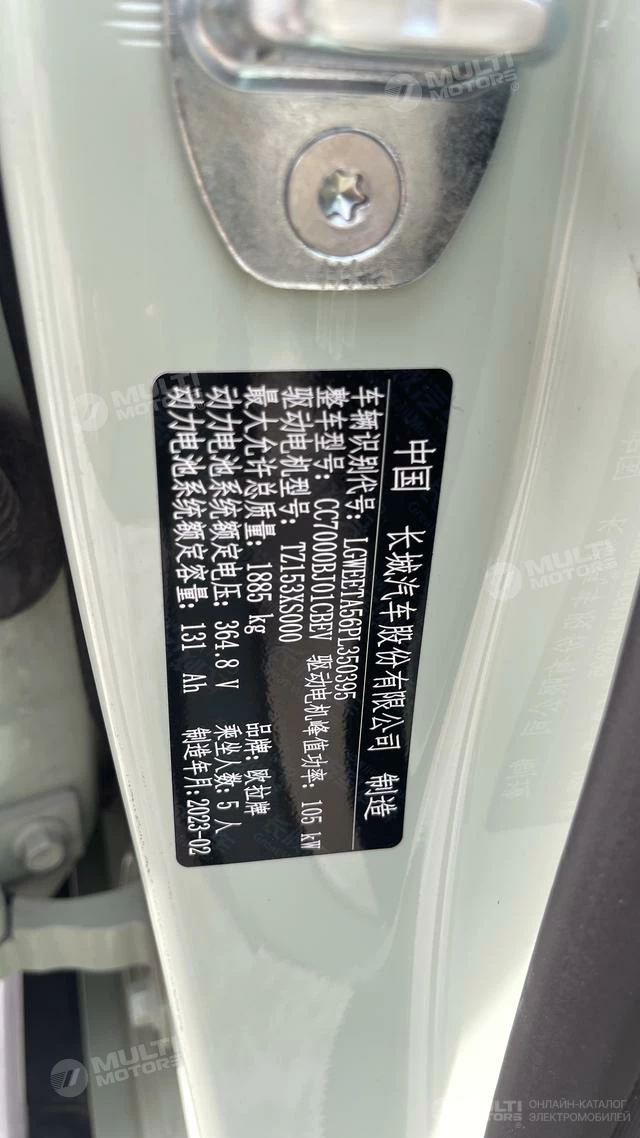 中国 长城汽车股份有限公司 制造
车辆识别代号: LGWEETA56PL350395
整车型号: CC7000BJ01CBEV 驱动电机峰值功率: 105 kW
驱动电机型号: TZ153XS000
最大允许总质量: 1885 kg 品牌: 欧拉牌
动力电池系统额定电压: 364.8 V 乘坐人数: 5 人
动力电池系统额定容量: 131 Ah 制造年月: 2023-02
MULTI MOTORS
MULTI MOTORS
MULTI MOTORS
MULTI MOTORS
ОНЛАЙН-КАТАЛОГ
ЭЛЕКТРОМОБИЛЕЙ